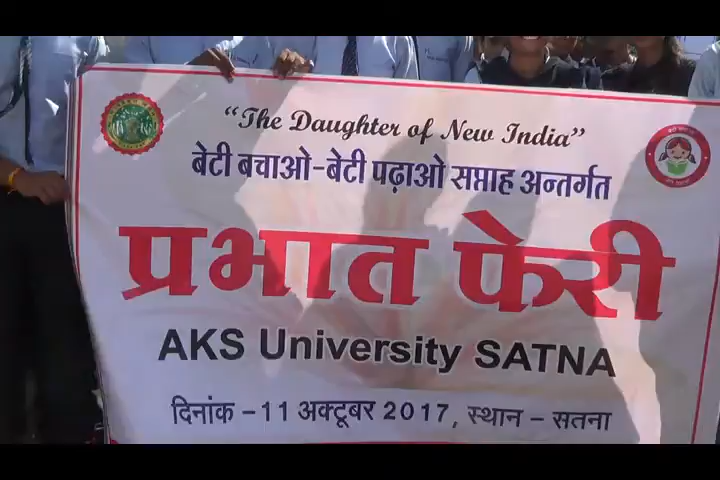 “The Daughter of New India”
बेटी बचाओ-बेटी पढ़ाओ सप्ताह अन्तर्गत
प्रभात फेरी
AKS University SATNA
दिनांक - 11 अक्टूबर 2017, स्थान - सतना